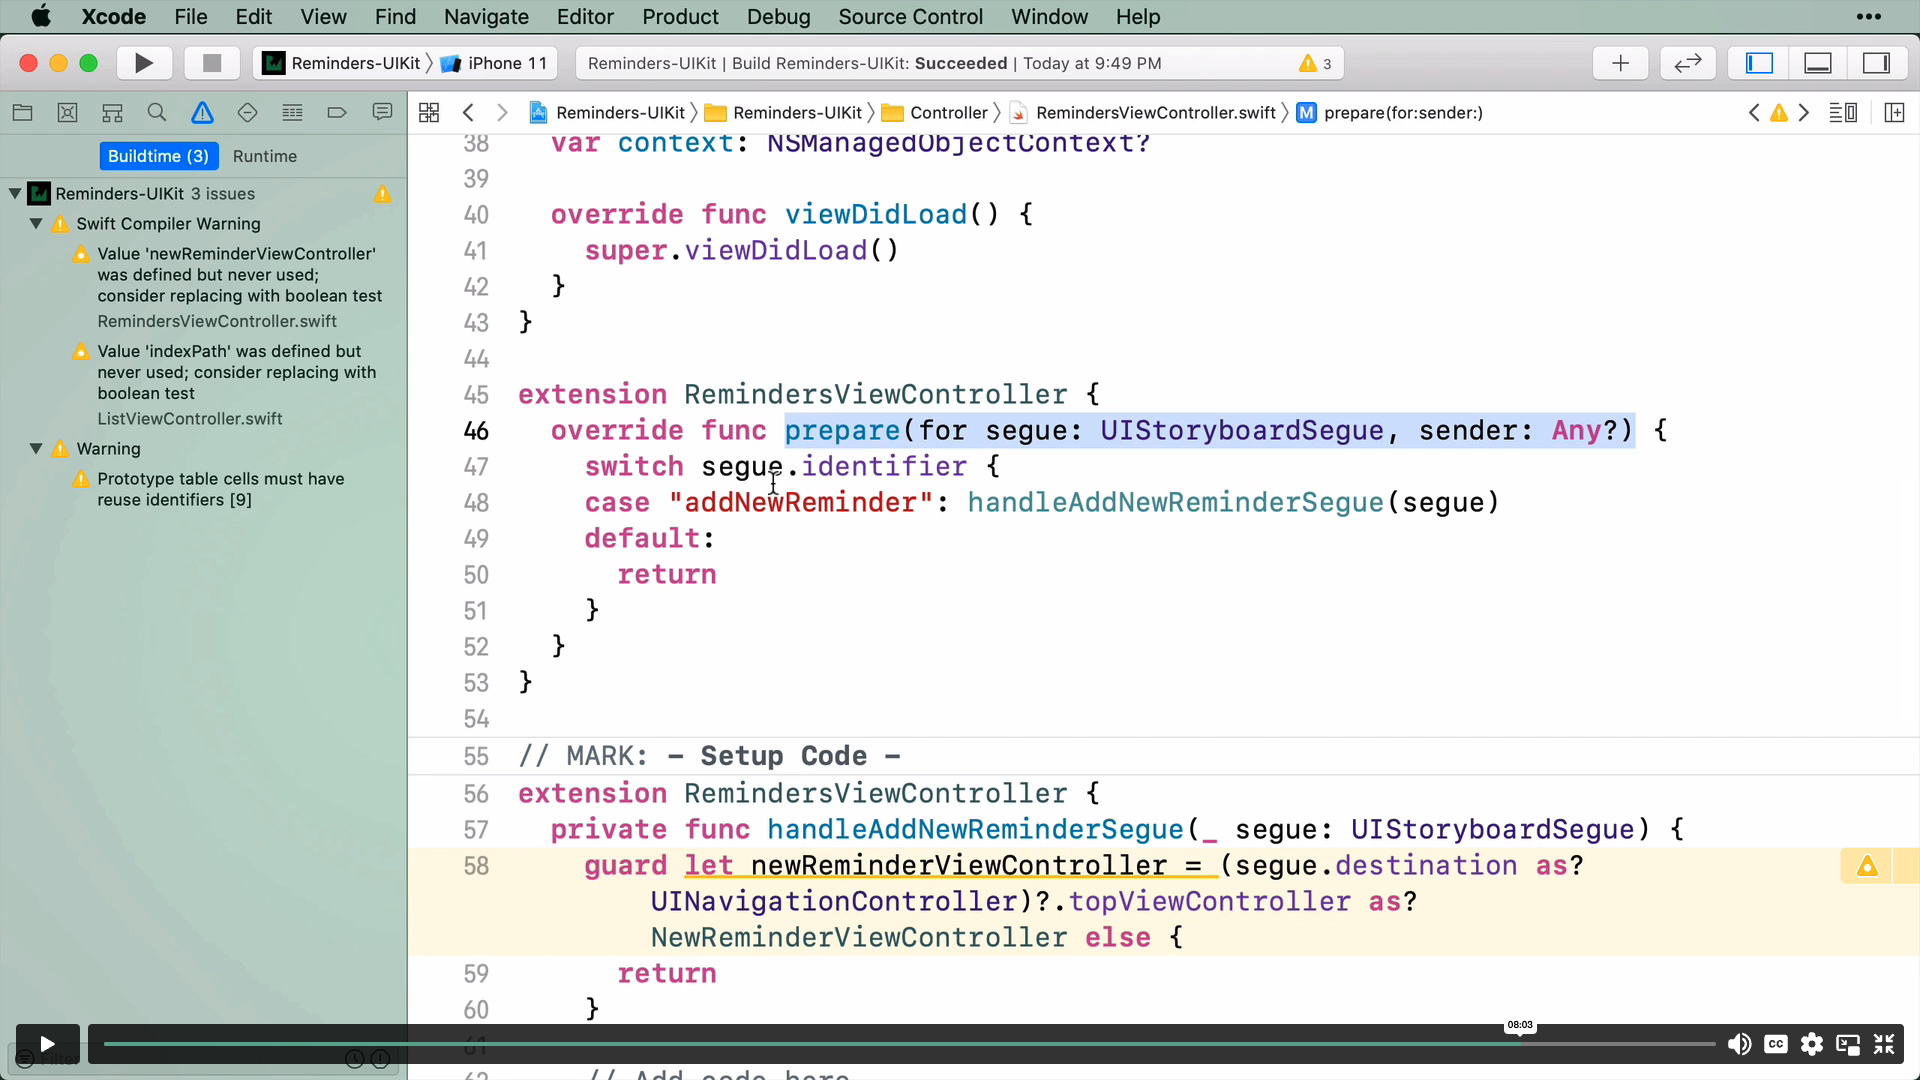 Xcode File Edit View Find Navigate Editor Product Debug Source Control Window Help
Reminders-UIKit iPhone 11
Reminders-UIKit | Build Reminders-UIKit: Succeeded | Today at 9:49 PM
3
Reminders-UIKit Reminders-UIKit Controller RemindersViewController.swift M prepare(for:sender:)
Buildtime (3) Runtime
Reminders-UIKit 3 issues
Swift Compiler Warning
Value 'newReminderViewController'
was defined but never used;
consider replacing with boolean test
RemindersViewController.swift
Value 'indexPath' was defined but
never used; consider replacing with
boolean test
ListViewController.swift
Warning
Prototype table cells must have
reuse identifiers [9]
Filter
38 var context: NSManagedObjectContext?
39
40 override func viewDidLoad() {
41 super.viewDidLoad()
42 }
43 }
44
45 extension RemindersViewController {
46 override func prepare(for segue: UIStoryboardSegue, sender: Any?) {
47 switch segue.identifier {
48 case "addNewReminder": handleAddNewReminderSegue(segue)
49 default:
50 return
51 }
52 }
53 }
54
55 // MARK: - Setup Code -
56 extension RemindersViewController {
57 private func handleAddNewReminderSegue(_ segue: UIStoryboardSegue) {
58 guard let newReminderViewController = (segue.destination as?
UINavigationController)?.topViewController as?
NewReminderViewController else {
59 return
60 }
61
62 // Add code here
08:03
CC